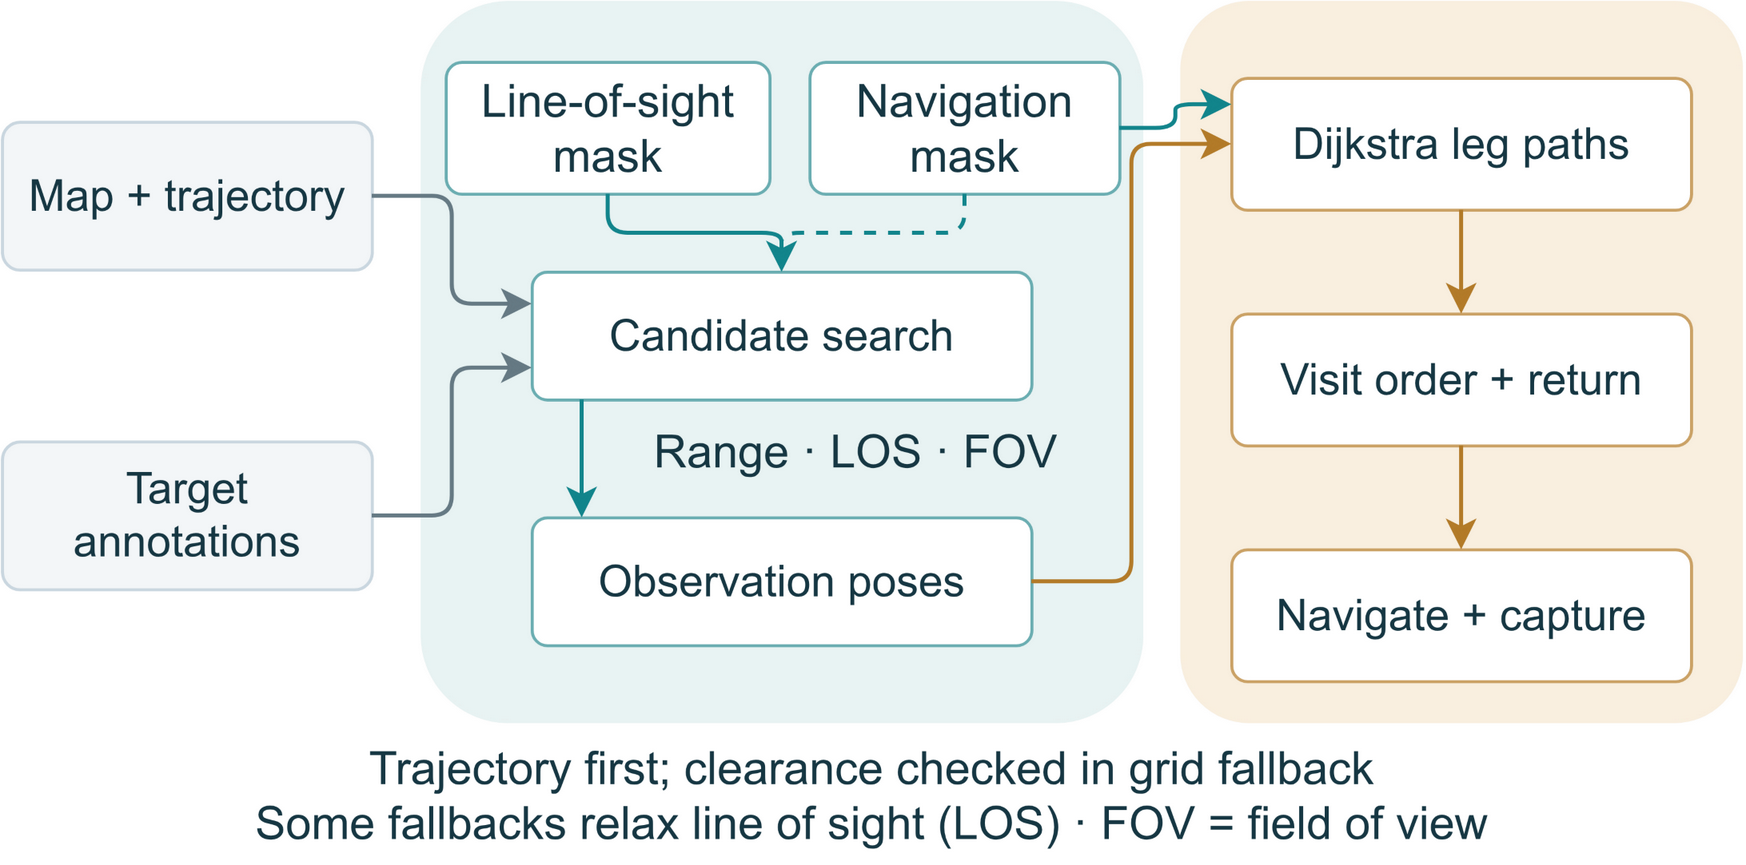 Line-of-sight
mask
Navigation
mask
Map + trajectory
Dijkstra leg paths
Candidate search
Visit order + return
Range · LOS · FOV
Target
annotations
Observation poses
Navigate + capture
Trajectory first; clearance checked in grid fallback
Some fallbacks relax line of sight (LOS) · FOV = field of view